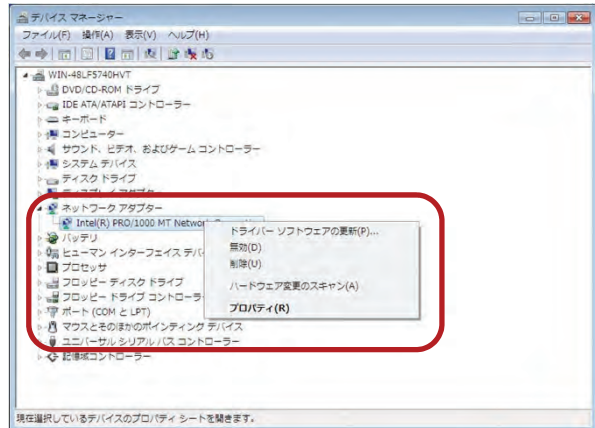 デバイス マネージャー
ファイル(F) 操作(A) 表示(V) ヘルプ(H)
WIN-48LF5740HVT
DVD/CD-ROM ドライブ
IDE ATA/ATAPI コントローラー
キーボード
コンピューター
サウンド、ビデオ、およびゲーム コントローラー
システム デバイス
ディスク ドライブ
ディスプレイ アダプター
ネットワーク アダプター
Intel(R) PRO/1000 MT Network
ドライバー ソフトウェアの更新(P)...
バッテリ
無効(D)
ヒューマン インターフェイス デバイ
削除(U)
プロセッサ
フロッピー ディスク ドライブ
ハードウェア変更のスキャン(A)
フロッピー ドライブ コントローラ
プロパティ(R)
ポート (COM と LPT)
マウスとそのほかのポインティング デバイス
ユニバーサル シリアル バス コントローラー
記憶域コントローラー
現在選択しているデバイスのプロパティ シートを開きます。